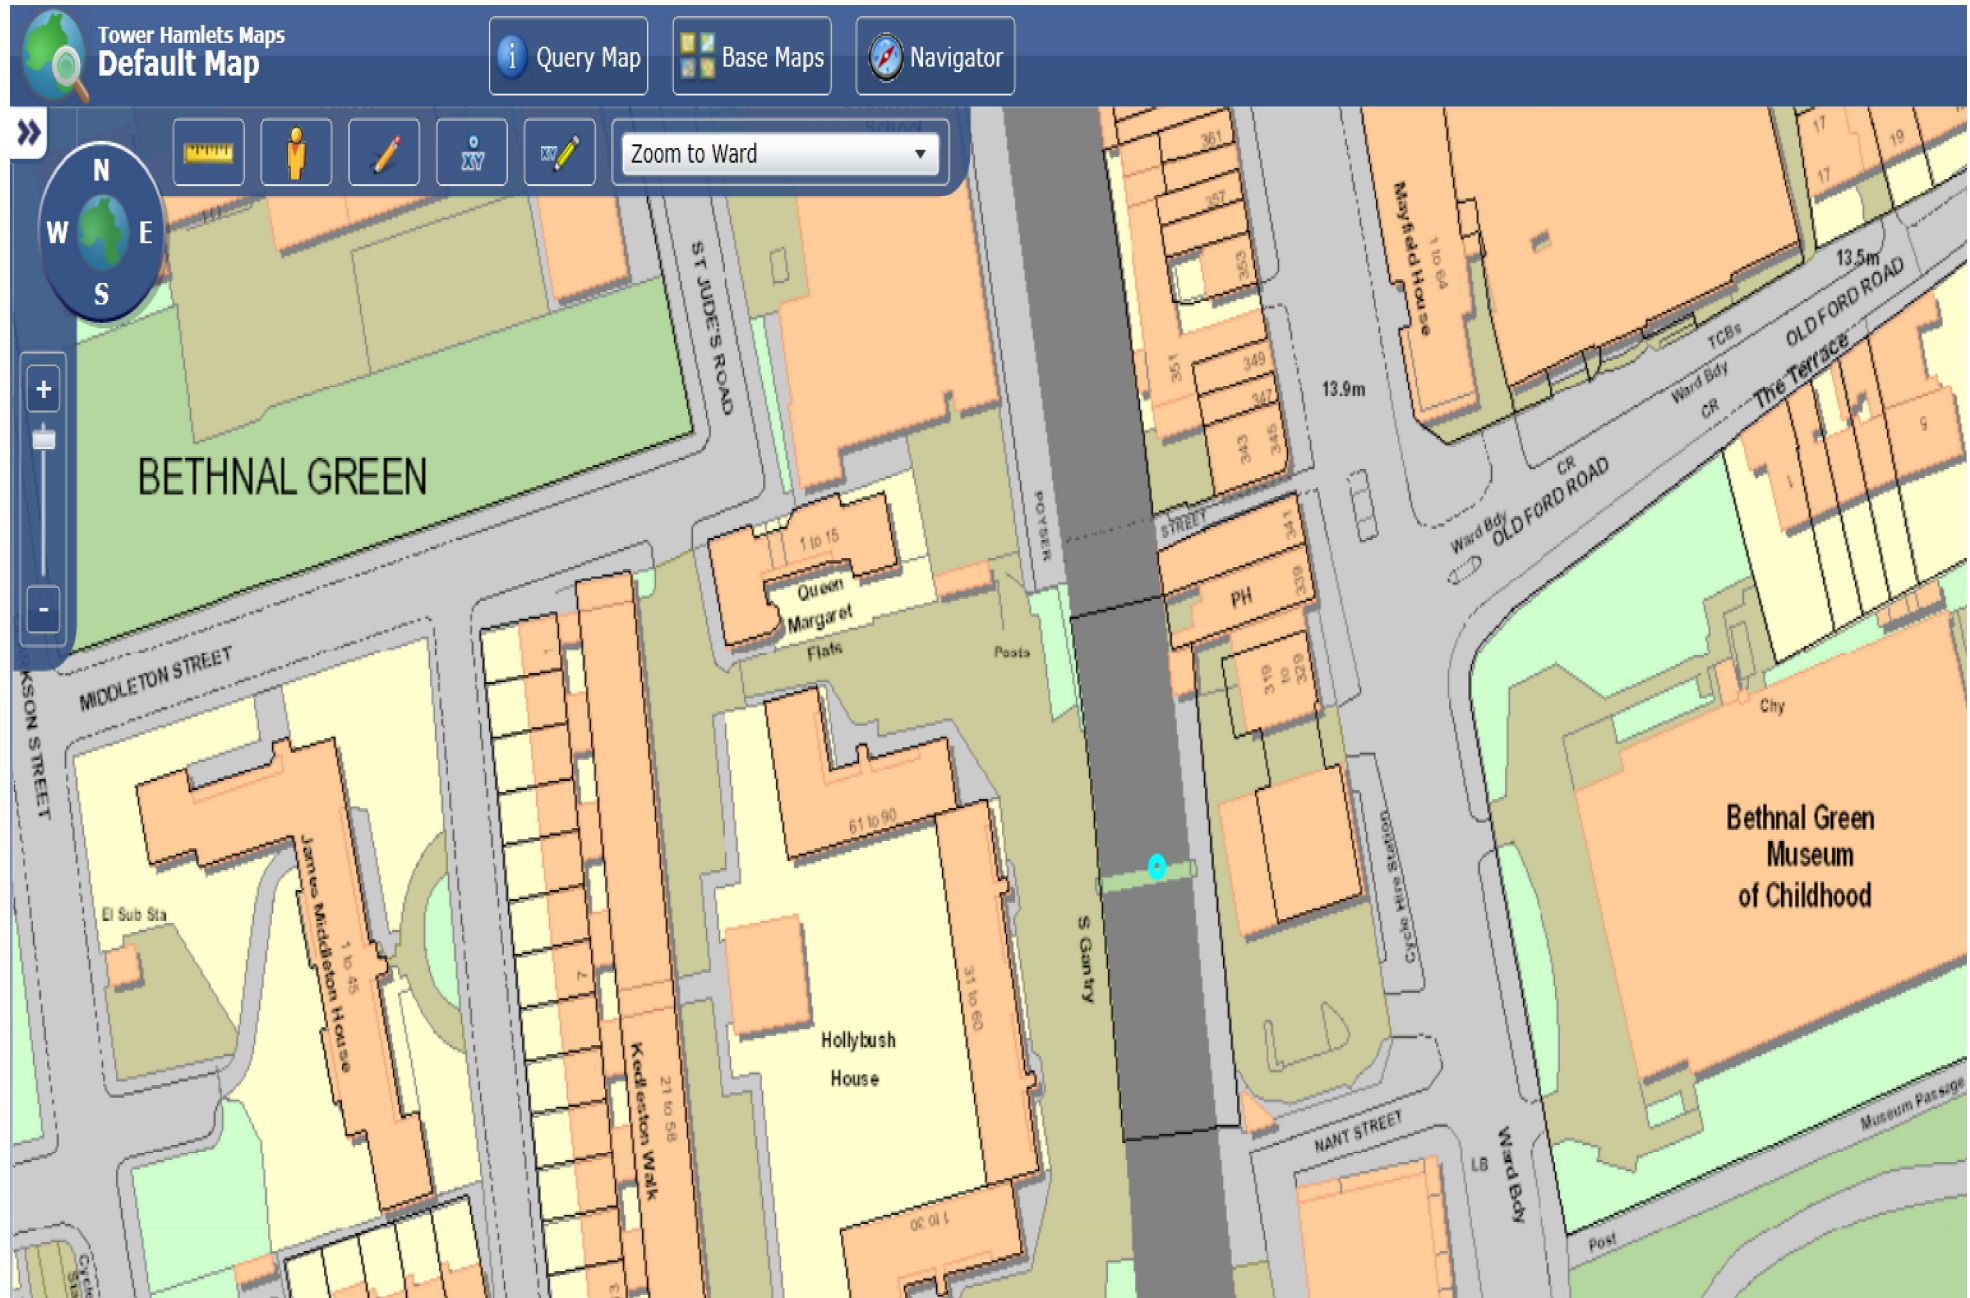 Tower Hamlets Maps
Default Map
Query Map
Base Maps
Navigator
N
W
E
S
XY
XY
Zoom to Ward
+
-
School
361
357
353
351
349
347
343
345
Mayfield House
1 to 64
17
17
19
13.5m
OLD FORD ROAD
TCBs
Ward Bdy
CR
The Terrace
13.9m
ST JUDE'S ROAD
BETHNAL GREEN
CR
OLD FORD ROAD
Ward Bdy
POYSER
STREET
1
341
339
PH
319
to
329
1 to 15
Queen
Margaret
Flats
Posts
MIDDLETON STREET
KSON STREET
1
7
Chy
61 to 90
Bethnal Green
Museum
of Childhood
Cycle Hire Station
James Middleton House
1 to 45
El Sub Sta
S Gantry
31 to 60
Hollybush
House
Kedleston Walk
21 to 58
NANT STREET
LB
Ward Bdy
Museum Passage
Post
1 to 30
Cycle